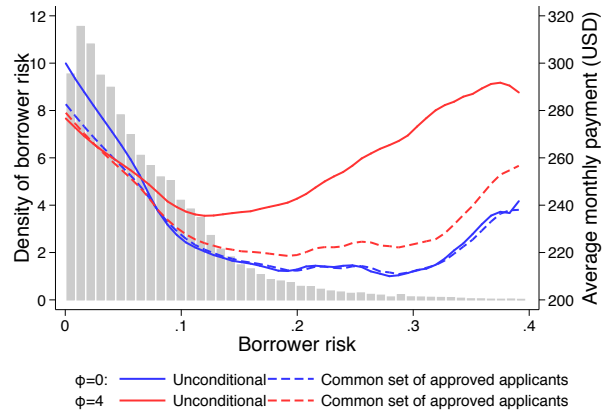 Density of borrower risk
12
10
8
6
4
2
0
Average monthly payment (USD)
320
300
280
260
240
220
200
0 .1 .2 .3 .4
Borrower risk
ϕ=0: Unconditional Common set of approved applicants
ϕ=4 Unconditional Common set of approved applicants